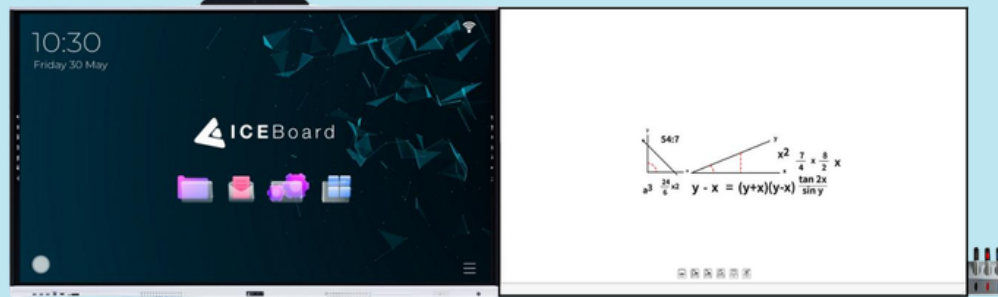 10:30
Friday 30 May
ICEBoard
54:7
y
x² 7/4 x 8/2 x
x
a³ 24/6 x2 y - x = (y+x)(y-x) tan 2x/sin y